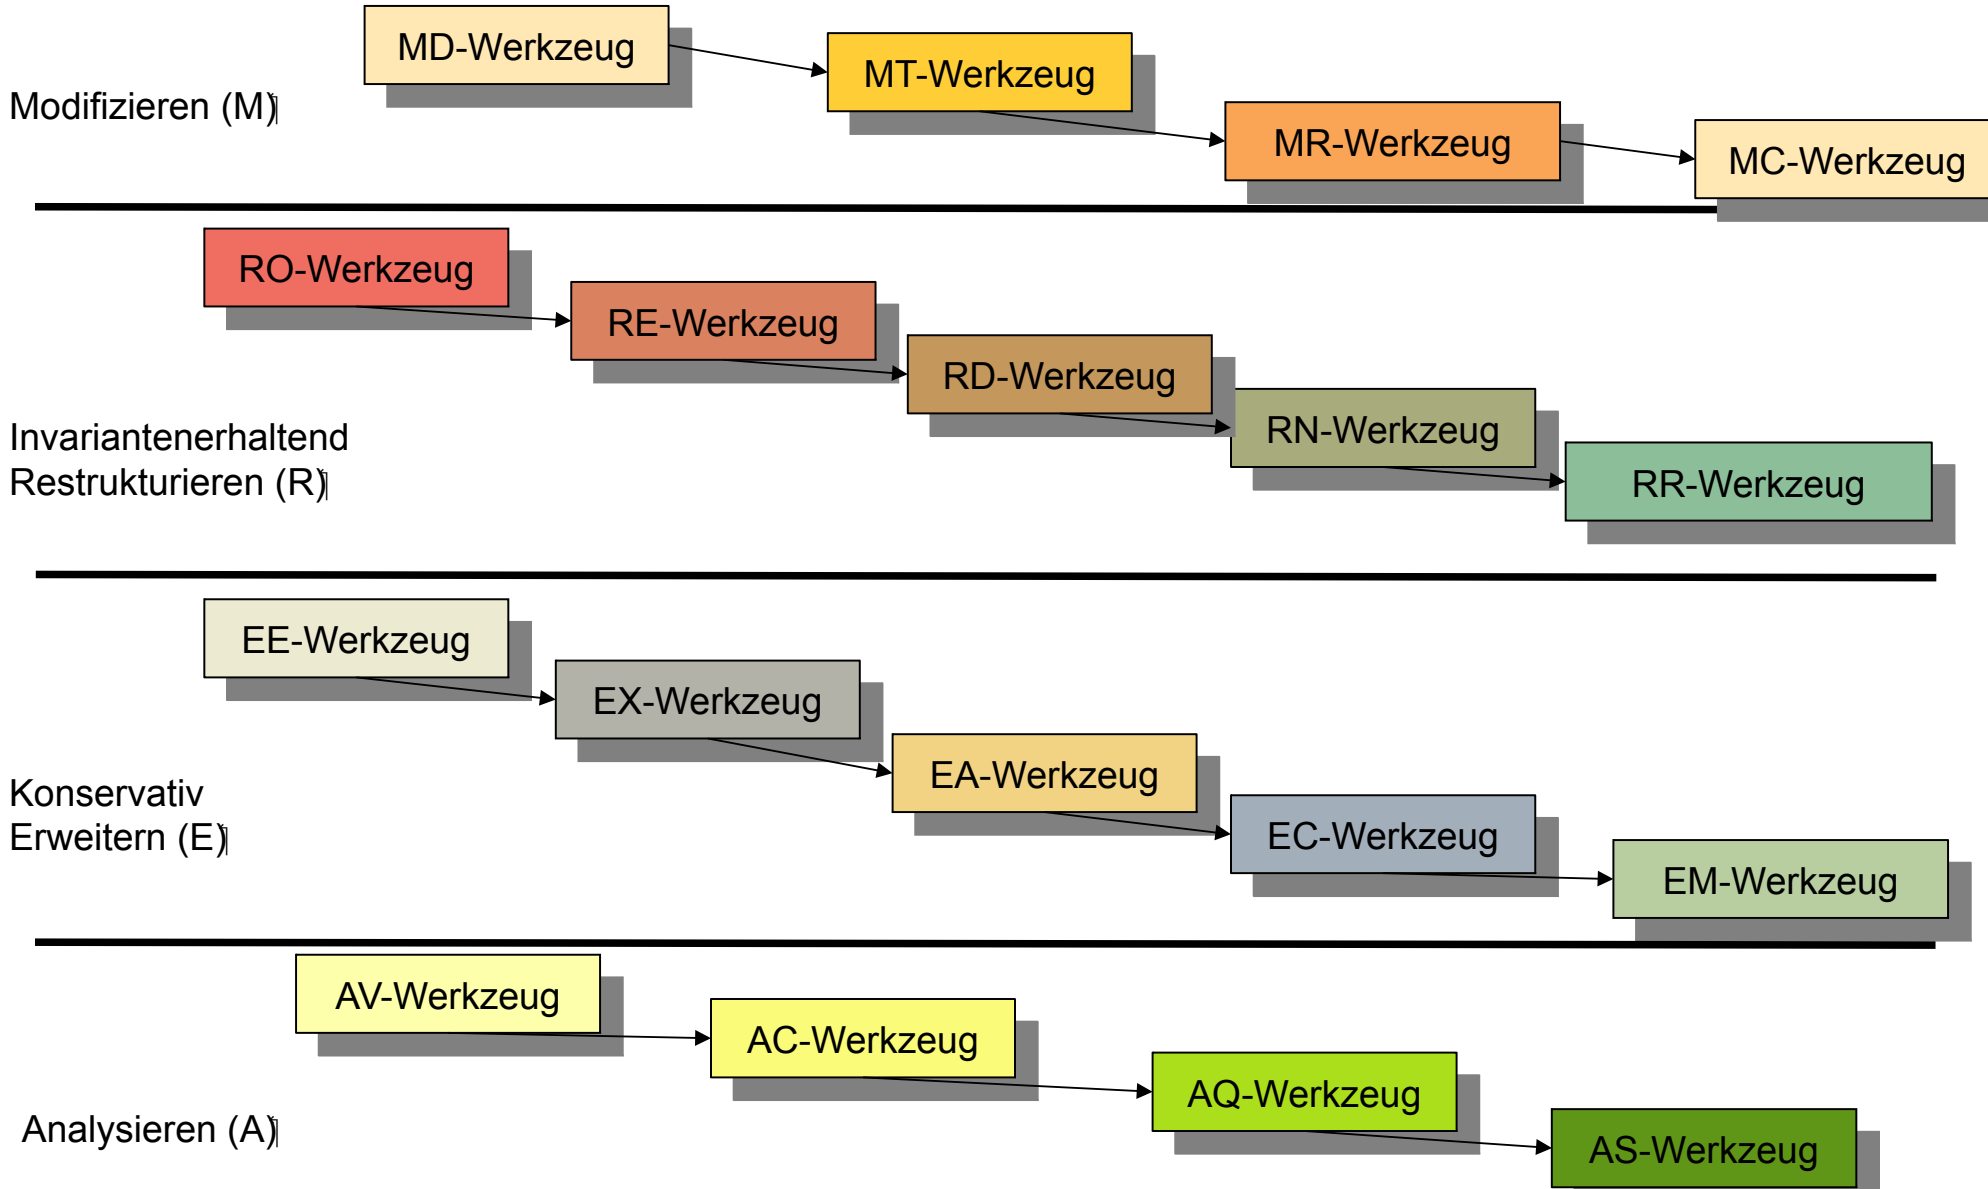 MD-Werkzeug
MT-Werkzeug
Modifizieren (M)
MR-Werkzeug
MC-Werkzeug
RO-Werkzeug
RE-Werkzeug
RD-Werkzeug
RN-Werkzeug
Invariantenerhaltend
Restrukturieren (R)
RR-Werkzeug
EE-Werkzeug
EX-Werkzeug
EA-Werkzeug
Konservativ
Erweitern (E)
EC-Werkzeug
EM-Werkzeug
AV-Werkzeug
AC-Werkzeug
AQ-Werkzeug
Analysieren (A)
AS-Werkzeug